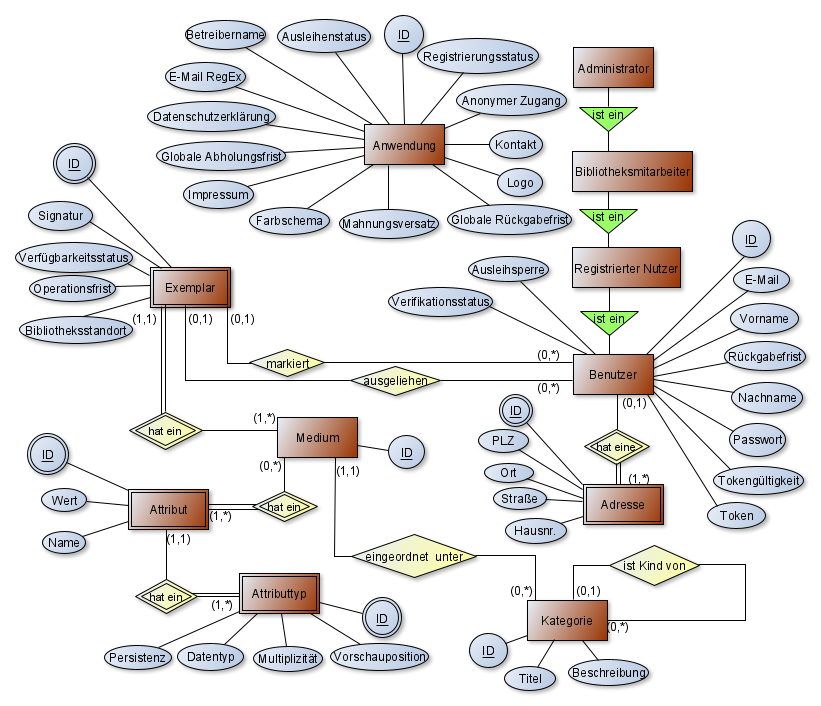 Betreibername
Ausleihenstatus
ID
Registrierungsstatus
E-Mail RegEx
Anonymer Zugang
Datenschutzerklärung
Anwendung
Kontakt
Globale Abholungsfrist
Logo
Impressum
Farbschema
Mahnungsversatz
Globale Rückgabefrist
Administrator
ist ein
Bibliotheksmitarbeiter
ist ein
Registrierter Nutzer
ist ein
ID
Signatur
Verfügbarkeitsstatus
Operationsfrist
Bibliotheksstandort
Exemplar
(1,1)
(0,1)
(0,1)
Ausleihsperre
Verifikationsstatus
ID
E-Mail
Vorname
Rückgabefrist
Nachname
Passwort
Tokengültigkeit
Token
Benutzer
(0,*)
(0,*)
(0,1)
markiert
ausgeliehen
hat eine
(1,*)
ID
PLZ
Ort
Straße
Hausnr.
Adresse
hat ein
(1,*)
Medium
(0,*)
(1,1)
ID
ID
Wert
Name
Attribut
(1,*)
(1,1)
hat ein
hat ein
(1,*)
Attributtyp
ID
Persistenz
Datentyp
Multiplizität
Vorschauposition
eingeordnet unter
ist Kind von
(0,*)
(0,1)
(0,*)
Kategorie
ID
Titel
Beschreibung